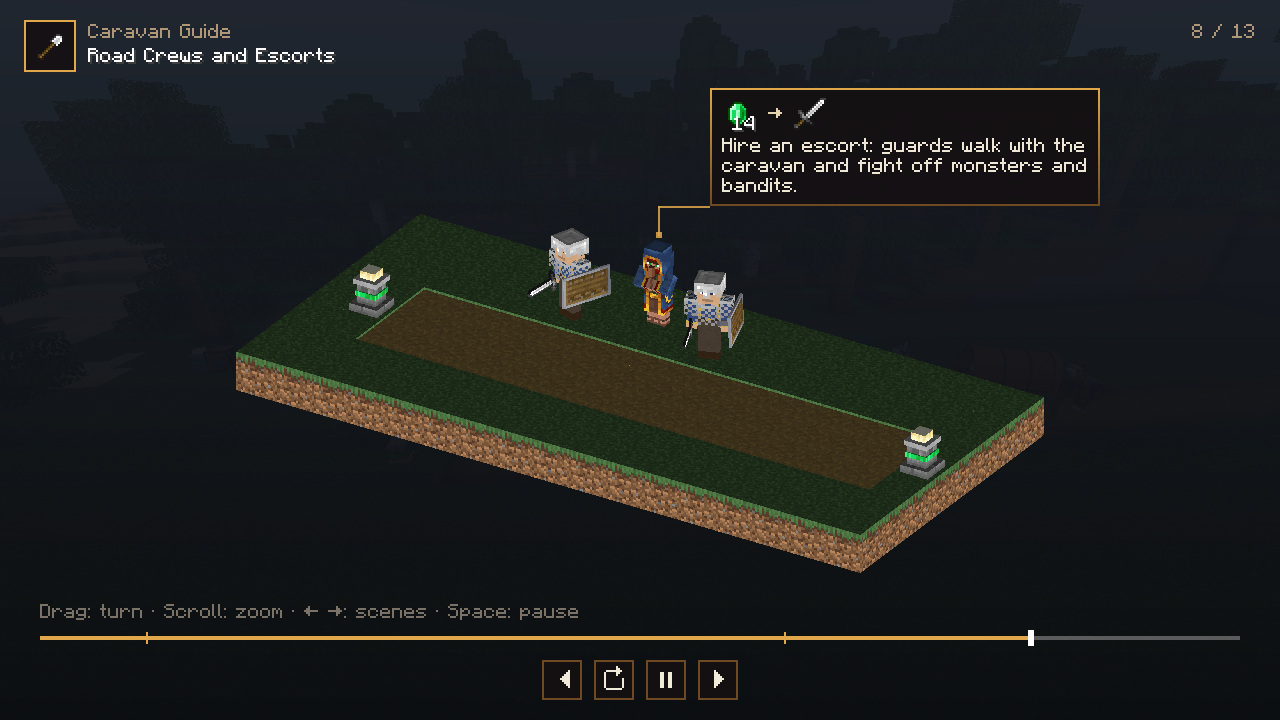 Caravan Guide
Road Crews and Escorts
8 / 13
14 →
Hire an escort: guards walk with the
caravan and fight off monsters and
bandits.
Drag: turn · Scroll: zoom · ← →: scenes · Space: pause